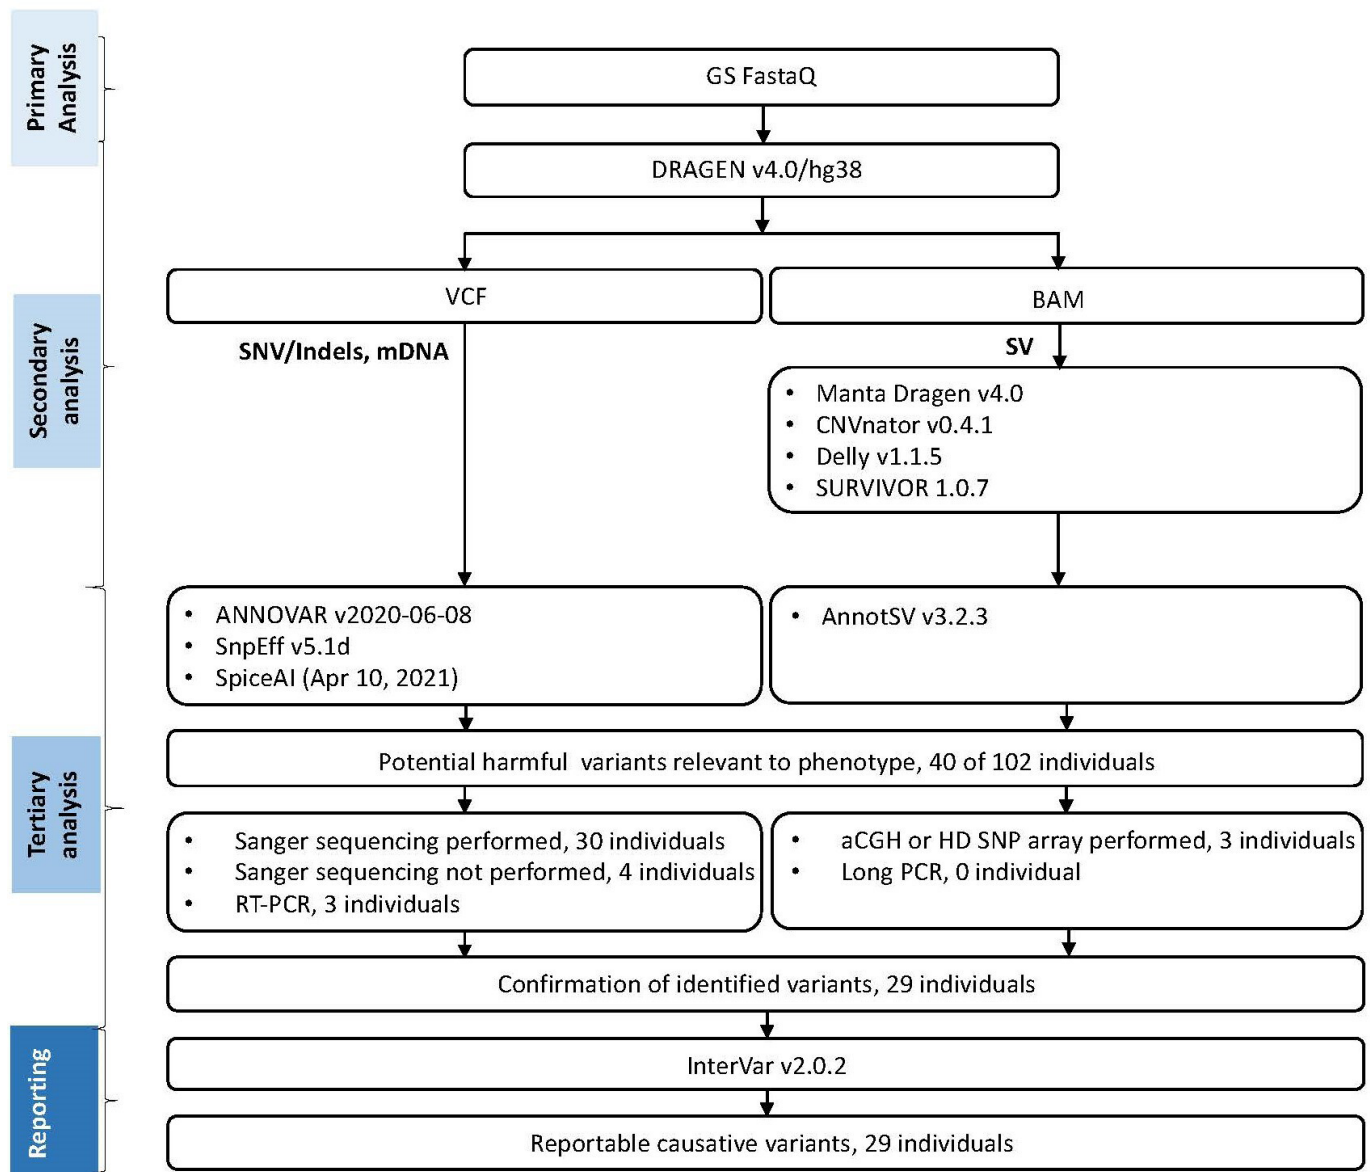 Primary
Analysis
GS FastaQ
DRAGEN v4.0/hg38
Secondary
analysis
VCF
BAM
SNV/Indels, mDNA
SV
• Manta Dragen v4.0
• CNVnator v0.4.1
• Delly v1.1.5
• SURVIVOR 1.0.7
Tertiary
analysis
• ANNOVAR v2020-06-08
• SnpEff v5.1d
• SpiceAI (Apr 10, 2021)
• AnnotSV v3.2.3
Potential harmful variants relevant to phenotype, 40 of 102 individuals
• Sanger sequencing performed, 30 individuals
• Sanger sequencing not performed, 4 individuals
• RT-PCR, 3 individuals
• aCGH or HD SNP array performed, 3 individuals
• Long PCR, 0 individual
Confirmation of identified variants, 29 individuals
Reporting
InterVar v2.0.2
Reportable causative variants, 29 individuals